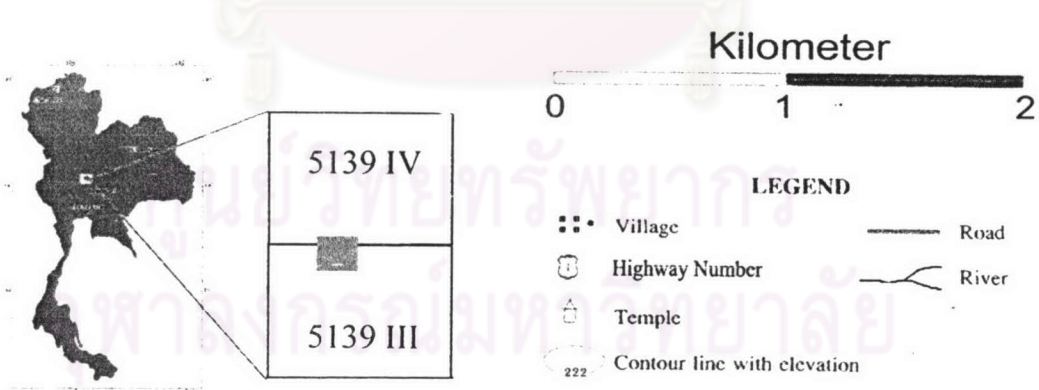 Kilometer
0 1 2
5139 IV
5139 III
LEGEND
Village
Highway Number
Temple
222 Contour line with elevation
Road
River
ศูนย์วิทยทรัพยากร
จุฬาลงกรณ์มหาวิทยาลัย